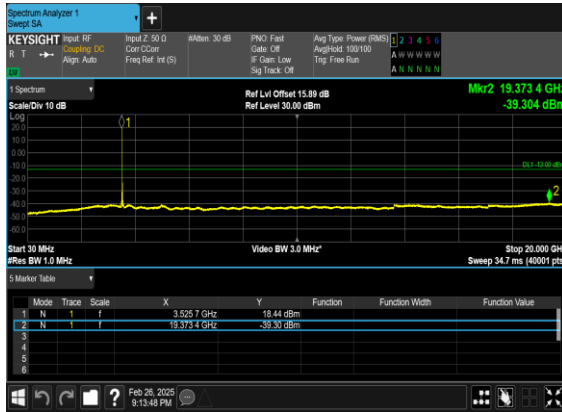 Spectrum Analyzer 1
Swept SA
+
KEYSIGHT Input: RF Input Z: 50 Ω #Atten: 30 dB PNO: Fast Avg Type: Power (RMS) 1 2 3 4 5 6
R T Coupling: DC Corr CCorr Gate: Off Avg|Hold: 100/100 A W W W W W
Align: Auto Freq Ref: Int (S) IF Gain: Low Trig: Free Run
Sig Track: Off A N N N N N
LXI
1 Spectrum Ref Lvl Offset 15.89 dB Mkr2 19.373 4 GHz
Scale/Div 10 dB Ref Level 30.00 dBm -39.304 dBm
Log
1
20.0
10.0
0.00
-10.0
DL1 -13.00 dBm
-20.0
-30.0
2
-40.0
-50.0
-60.0
Start 30 MHz Video BW 3.0 MHz* Stop 20.000 GH
#Res BW 1.0 MHz Sweep 34.7 ms (40001 pts
5 Marker Table
Mode Trace Scale X Y Function Function Width Function Value
1 N 1 f 3.525 7 GHz 18.44 dBm
2 N 1 f 19.373 4 GHz -39.30 dBm
3
4
5
6
? Feb 26, 2025
9:13:48 PM